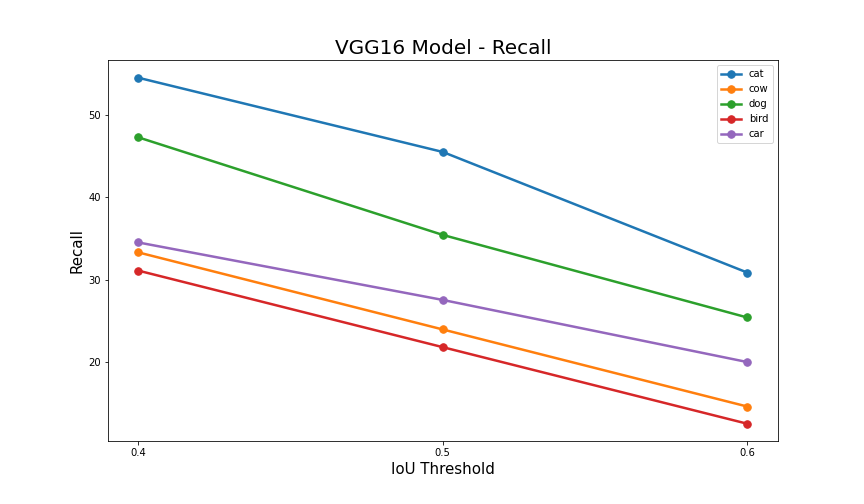 VGG16 Model - Recall
cat
cow
dog
bird
car
50
40
30
20
Recall
0.4
0.5
0.6
IoU Threshold